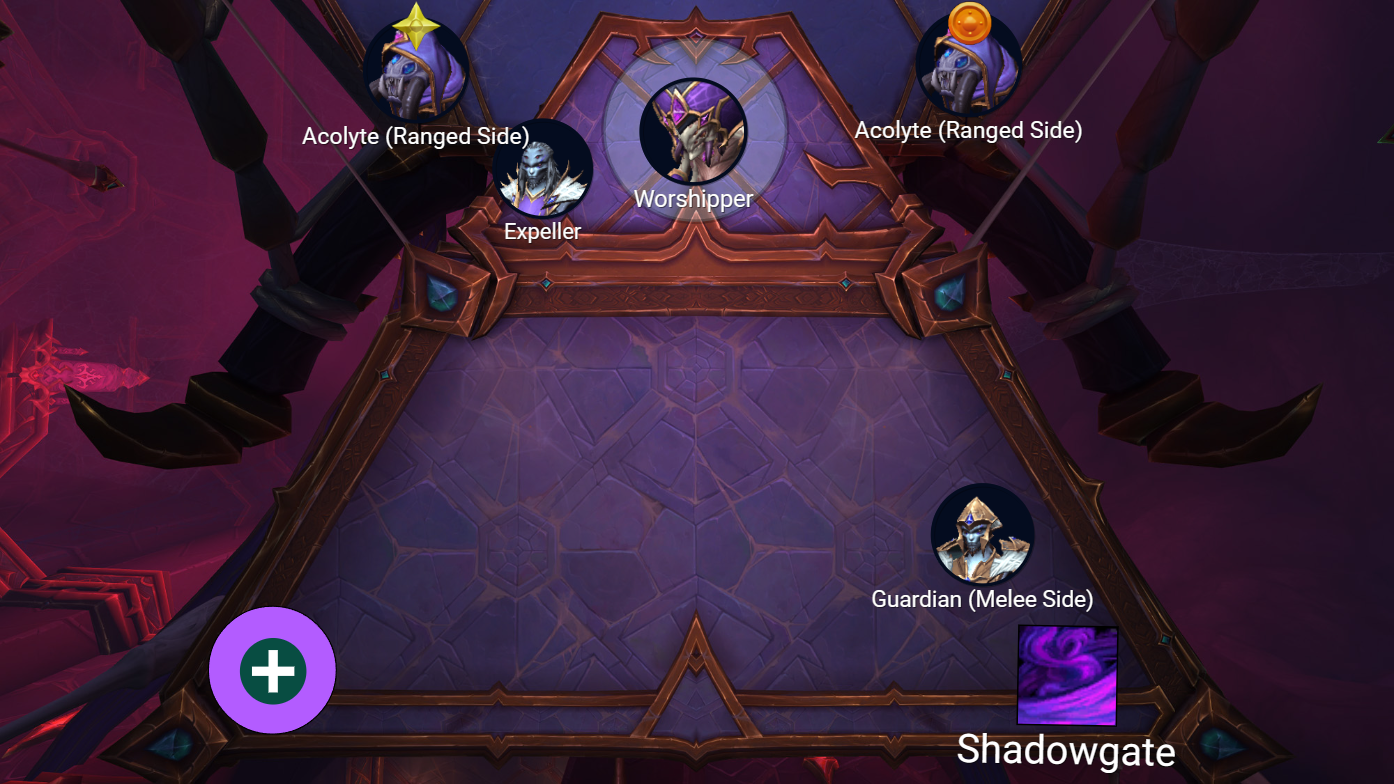 Acolyte (Ranged Side)
Acolyte (Ranged Side)
Worshipper
Expeller
Guardian (Melee Side)
Shadowgate